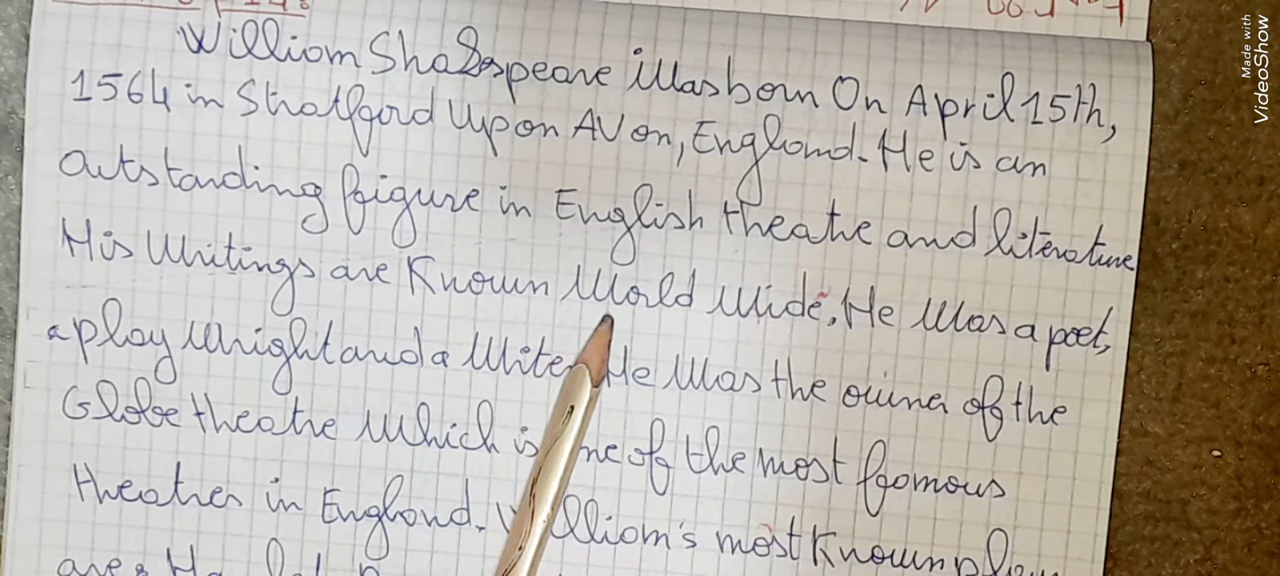 William Shakespeare Was born On April 15th,
1564 in Stratford Upon AVon, England. He is an
outstanding figure in English theatre and literature
His Writings are Known World Wide. He Was a poet,
a play Wright and a Writer He Was the owner of the
Globe theatre Which is one of the most famous
theatres in England. William's most Known
are:
Made with
VideoShow